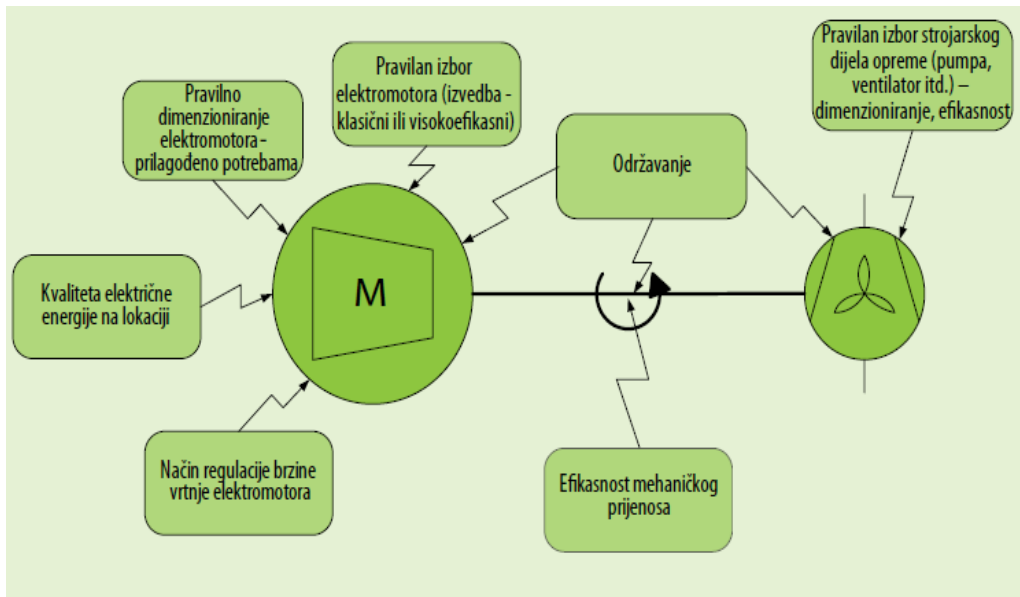 Pravilno
dimenzioniranje
elektromotora-
prilagođeno potrebama
Pravilan izbor
elektromotora (izvedba -
klasični ili visokoefikasni)
Održavanje
Pravilan izbor strojarskog
dijela opreme (pumpa,
ventilator itd.) –
dimenzioniranje, efikasnost
Kvaliteta električne
energije na lokaciji
M
Način regulacije brzine
vrtnje elektromotora
Efikasnost mehaničkog
prijenosa